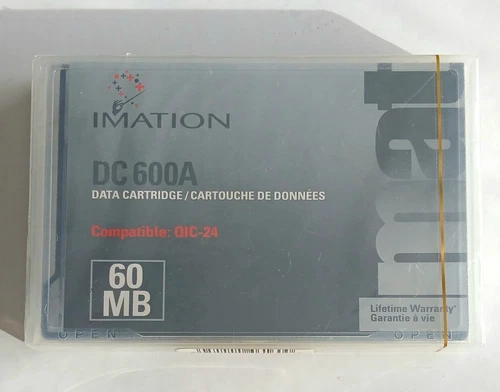 IMATION
DC 600A
DATA CARTRIDGE / CARTOUCHE DE DONNÉES
Compatible: QIC-24
60
MB
imat
Lifetime Warranty*
Garantie à vie
OPEN OPEN